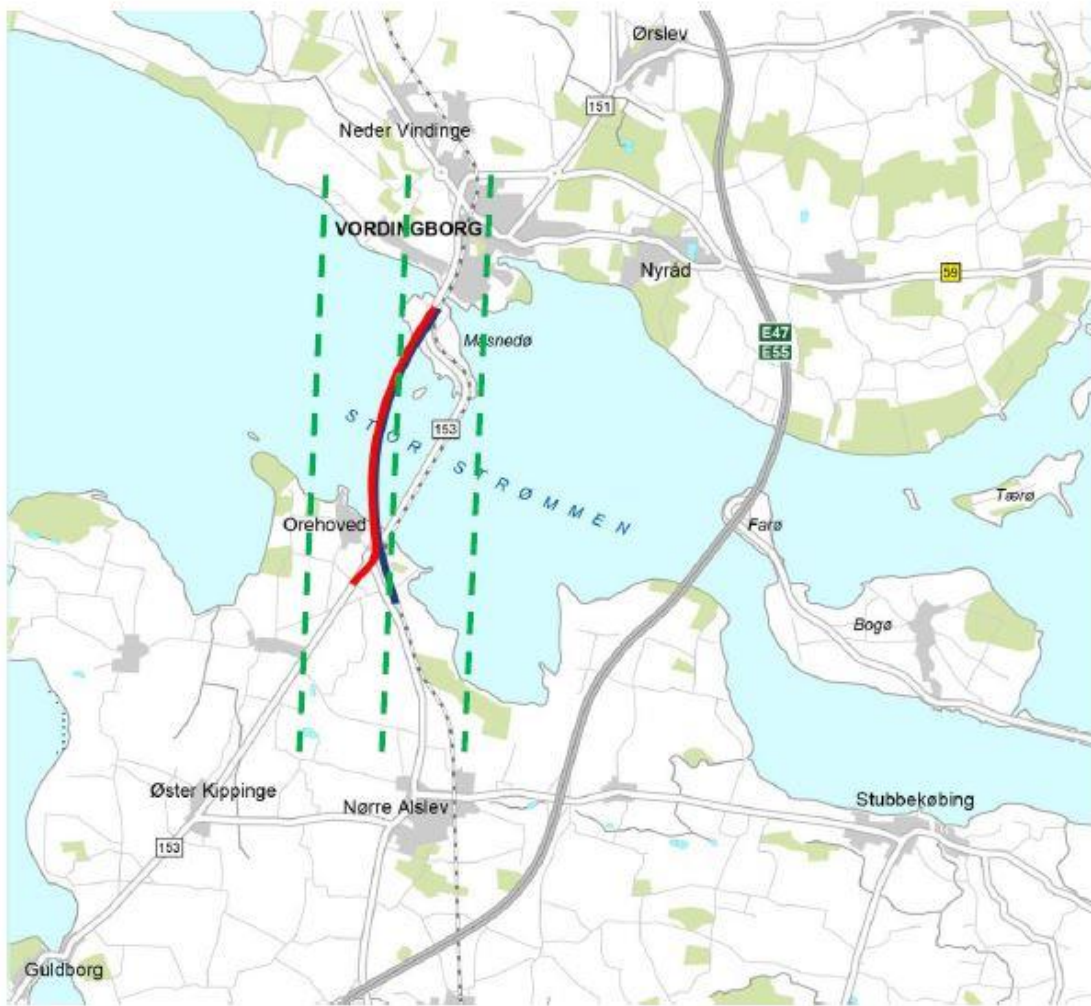 Ørslev
151
Neder Vindinge
VORDINGBORG
Nyråd
59
E47
E55
Masnedø
153
STOR STRØMMEN
Tærø
Orehoved
Farø
Bogø
Øster Kippinge
Nørre Alslev
Stubbekøbing
153
Guldborg